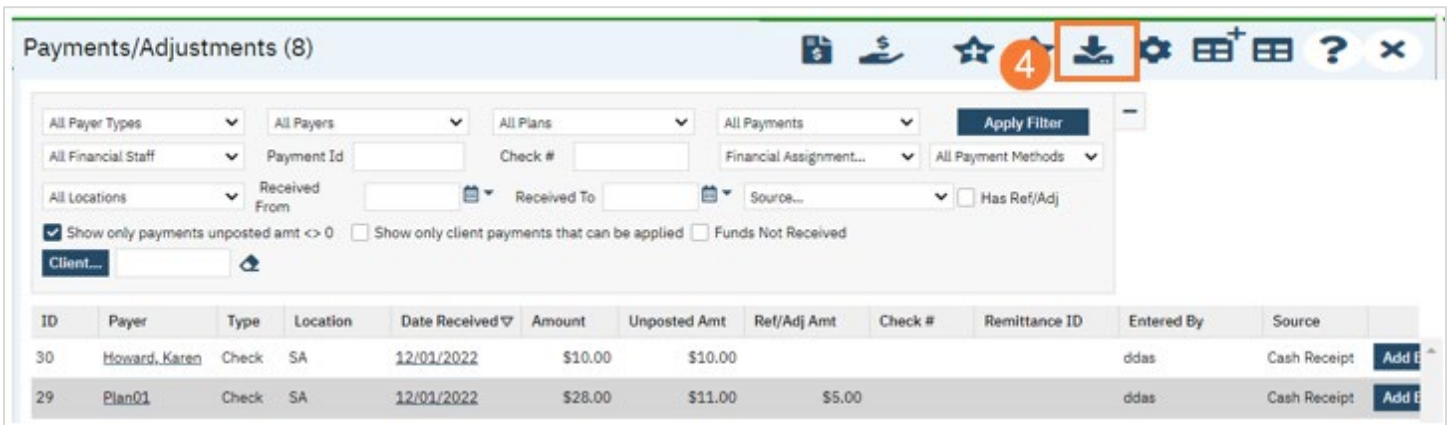 Payments/Adjustments (8)
4
?
All Payer Types All Payers All Plans All Payments Apply Filter
All Financial Staff Payment Id Check # Financial Assignment... All Payment Methods
All Locations Received From Received To Source... Has Ref/Adj
Show only payments unposted amt <> 0 Show only client payments that can be applied Funds Not Received
Client...
ID Payer Type Location Date Received Amount Unposted Amt Ref/Adj Amt Check # Remittance ID Entered By Source
30 Howard, Karen Check SA 12/01/2022 $10.00 $10.00 ddas Cash Receipt Add
29 Plan01 Check SA 12/01/2022 $28.00 $11.00 $5.00 ddas Cash Receipt Add